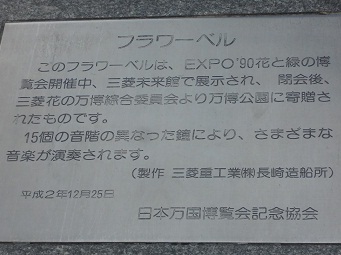 フラワーベル
このフラワーベルは、EXPO'90花と緑の博
覧会開催中、三菱未来館で展示され、閉会後、
三菱花の万博綜合委員会より万博公園に寄贈さ
れたものです。
15個の音階の異なった鐘により、さまざまな
音楽が演奏されます。
(製作 三菱重工業㈱長崎造船所)
平成2年12月25日
日本万国博覧会記念協会